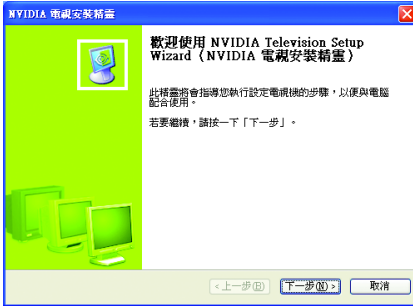 NVIDIA 電視安裝精靈
歡迎使用 NVIDIA Television Setup
Wizard（NVIDIA 電視安裝精靈）
此精靈將會指導您執行設定電視機的步驟，以便與電腦
配合使用。
若要繼續，請按一下「下一步」。
<上一步(B)
下一步(N)>
取消